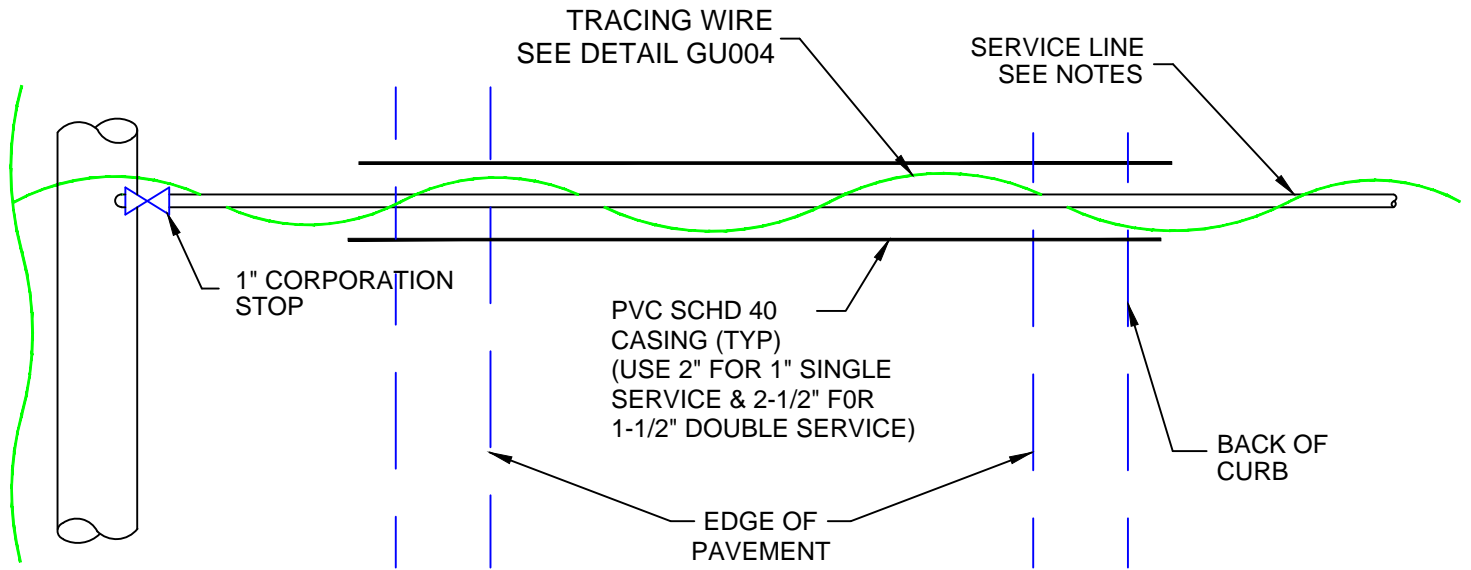 TRACING WIRE
SEE DETAIL GU004
SERVICE LINE
SEE NOTES
1" CORPORATION
STOP
PVC SCHD 40
CASING (TYP)
(USE 2" FOR 1" SINGLE
SERVICE & 2-1/2" F0R
1-1/2" DOUBLE SERVICE)
BACK OF
CURB
EDGE OF
PAVEMENT